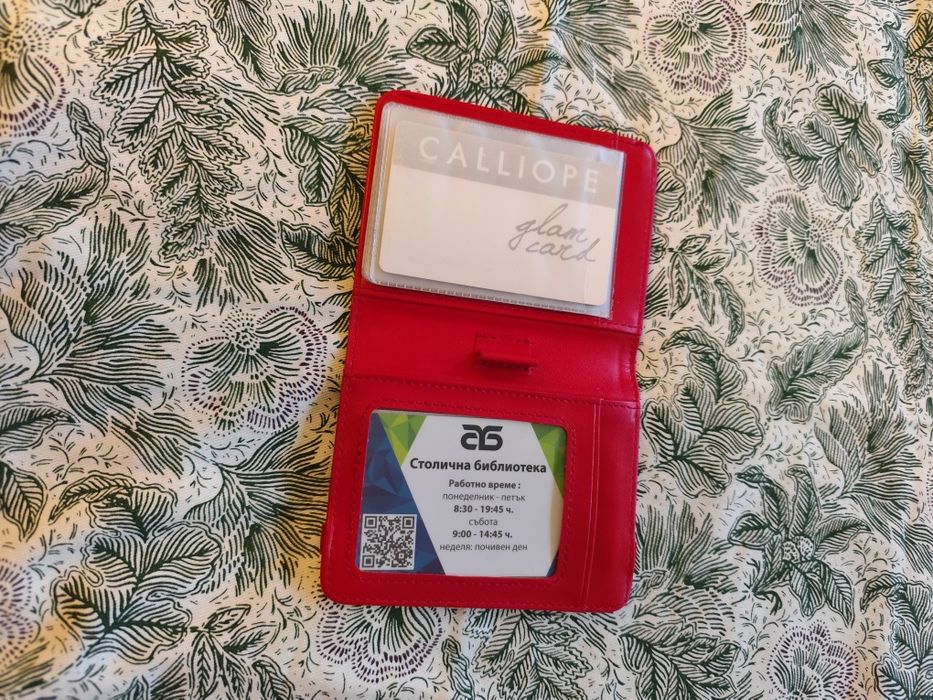 CALLIOPE
glam
card
Столична библиотека
Работно време :
понеделник - петък
8:30 - 19:45 ч.
събота
9:00 - 14:45 ч.
неделя: почивен ден